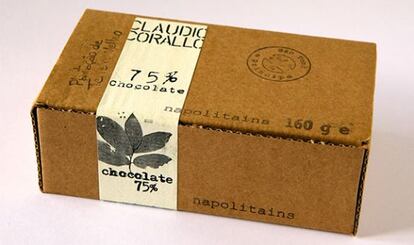 CLAUDIO
CORALLO
75%
Chocolate
napolitains 160 g e
chocolate
75%
napolitains